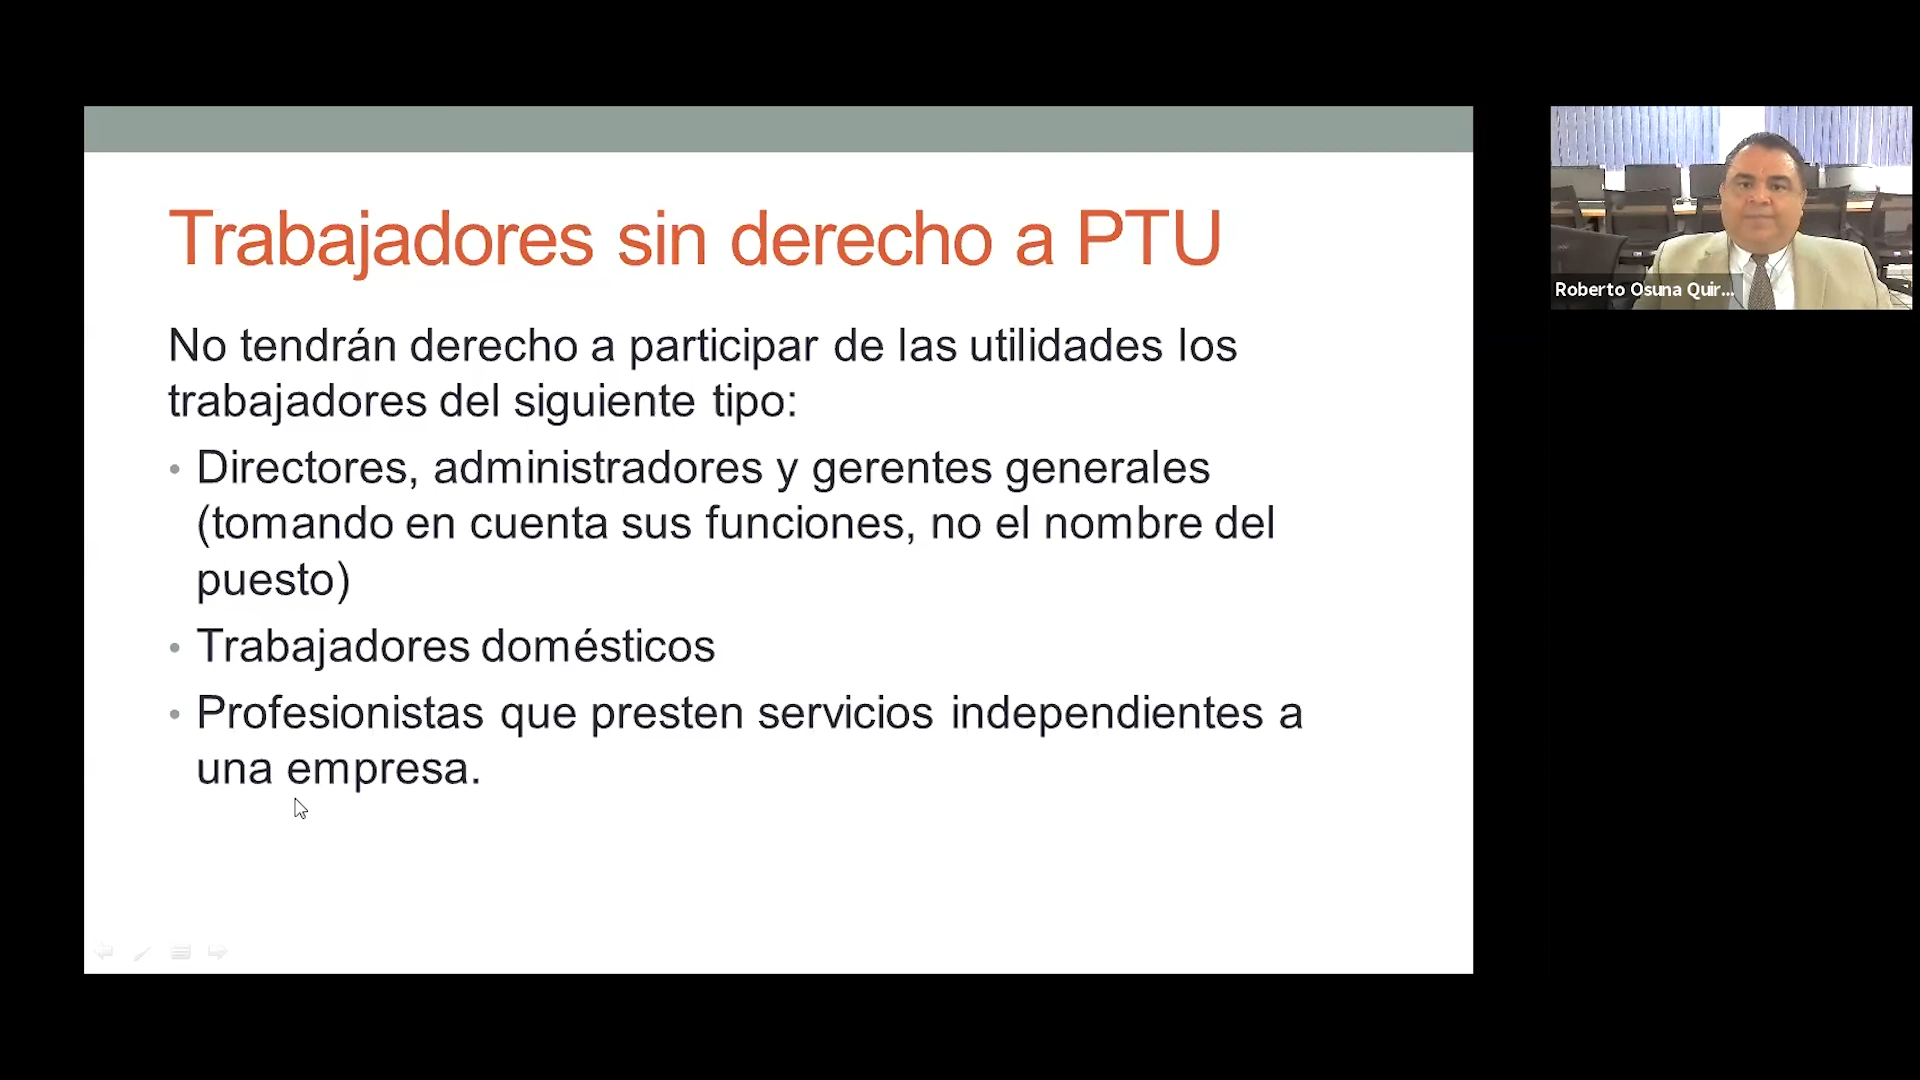 Trabajadores sin derecho a PTU
No tendrán derecho a participar de las utilidades los
trabajadores del siguiente tipo:
• Directores, administradores y gerentes generales
(tomando en cuenta sus funciones, no el nombre del
puesto)
• Trabajadores domésticos
• Profesionistas que presten servicios independientes a
una empresa.
Roberto Osuna Quir...